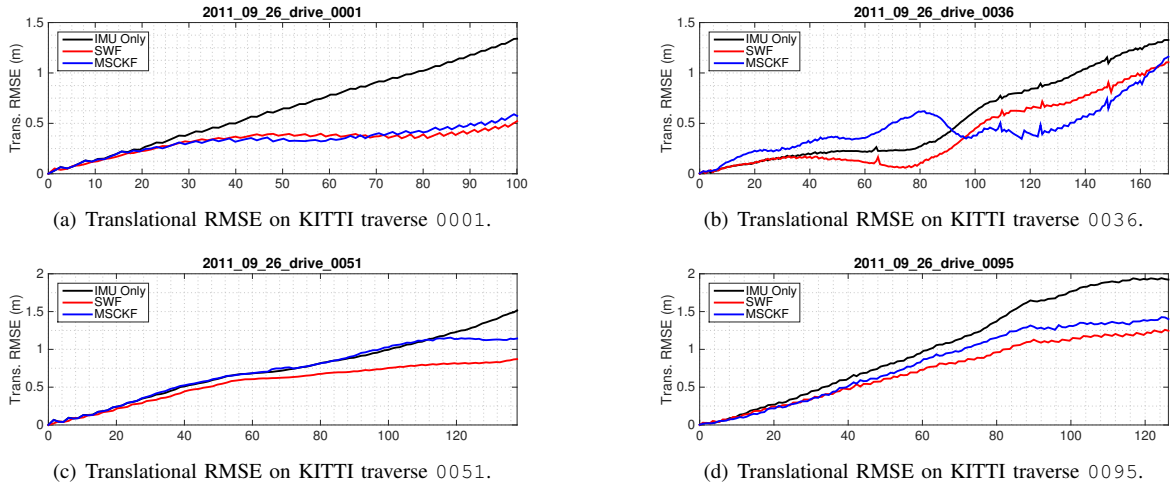 2011_09_26_drive_0001
Trans. RMSE (m)
1.5
1
0.5
0
IMU Only
SWF
MSCKF
0 10 20 30 40 50 60 70 80 90 100
(a) Translational RMSE on KITTI traverse 0001.
2011_09_26_drive_0036
Trans. RMSE (m)
1.5
1
0.5
0
IMU Only
SWF
MSCKF
0 20 40 60 80 100 120 140 160
(b) Translational RMSE on KITTI traverse 0036.
2011_09_26_drive_0051
Trans. RMSE (m)
2
1.5
1
0.5
0
IMU Only
SWF
MSCKF
0 20 40 60 80 100 120
(c) Translational RMSE on KITTI traverse 0051.
2011_09_26_drive_0095
Trans. RMSE (m)
2
1.5
1
0.5
0
IMU Only
SWF
MSCKF
0 20 40 60 80 100 120
(d) Translational RMSE on KITTI traverse 0095.